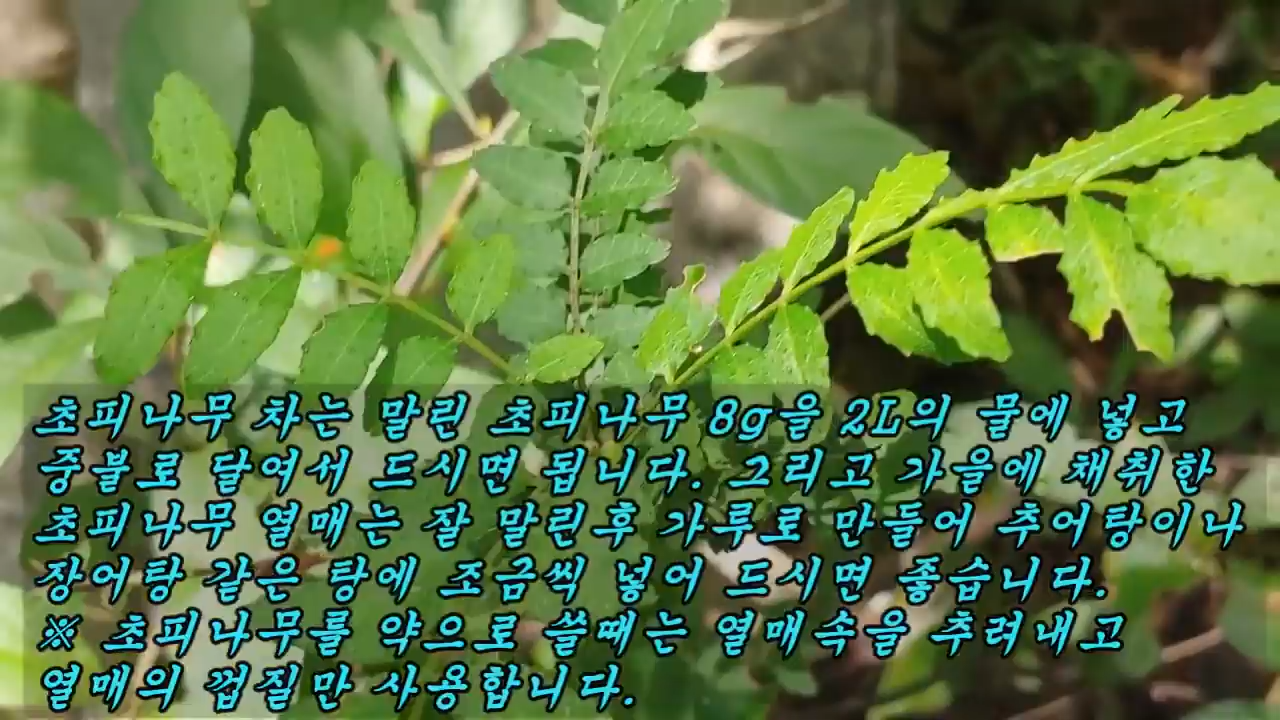 초피나무 차는 말린 초피나무 8g을 2L의 물에 넣고
중불로 달여서 드시면 됩니다. 그리고 가을에 채취한
초피나무 열매는 잘 말린후 가루로 만들어 추어탕이나
장어탕 같은 탕에 조금씩 넣어 드시면 좋습니다.
※ 초피나무를 약으로 쓸때는 열매속을 추려내고
열매의 껍질만 사용합니다.